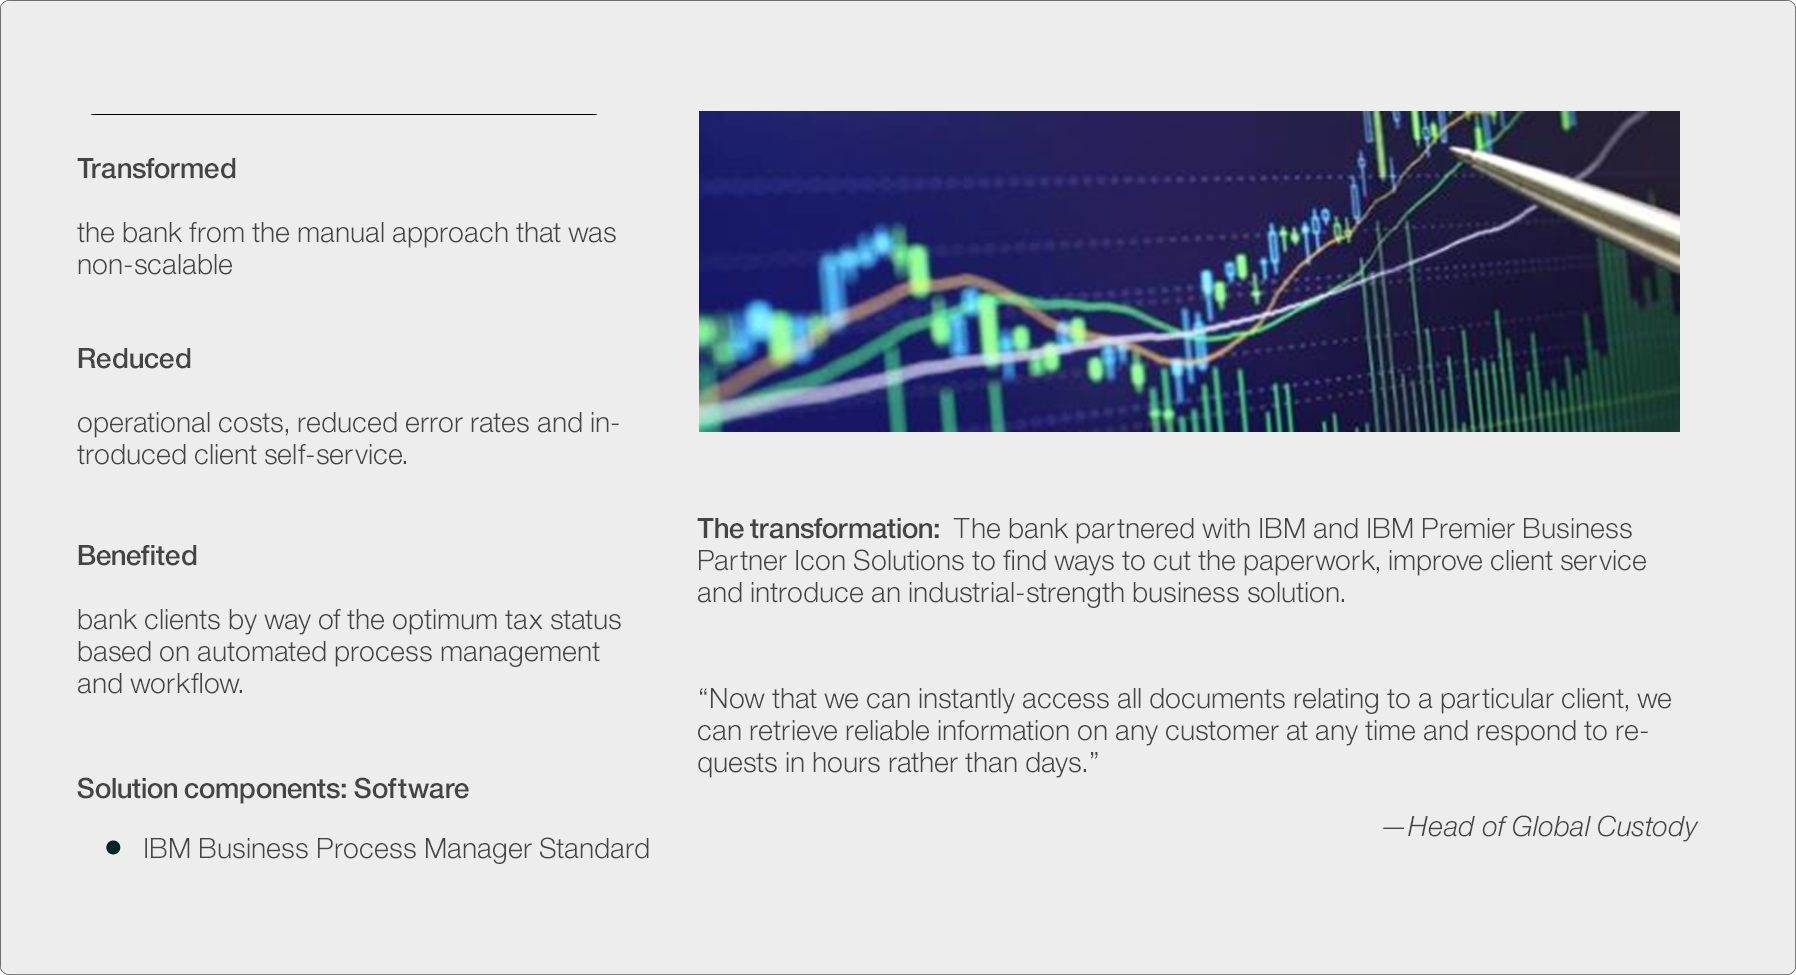 Transformed
the bank from the manual approach that was
non-scalable
Reduced
operational costs, reduced error rates and in-
troduced client self-service.
Benefited
bank clients by way of the optimum tax status
based on automated process management
and workflow.
Solution components: Software
● IBM Business Process Manager Standard
The transformation: The bank partnered with IBM and IBM Premier Business
Partner Icon Solutions to find ways to cut the paperwork, improve client service
and introduce an industrial-strength business solution.
“Now that we can instantly access all documents relating to a particular client, we
can retrieve reliable information on any customer at any time and respond to re-
quests in hours rather than days.”
—Head of Global Custody